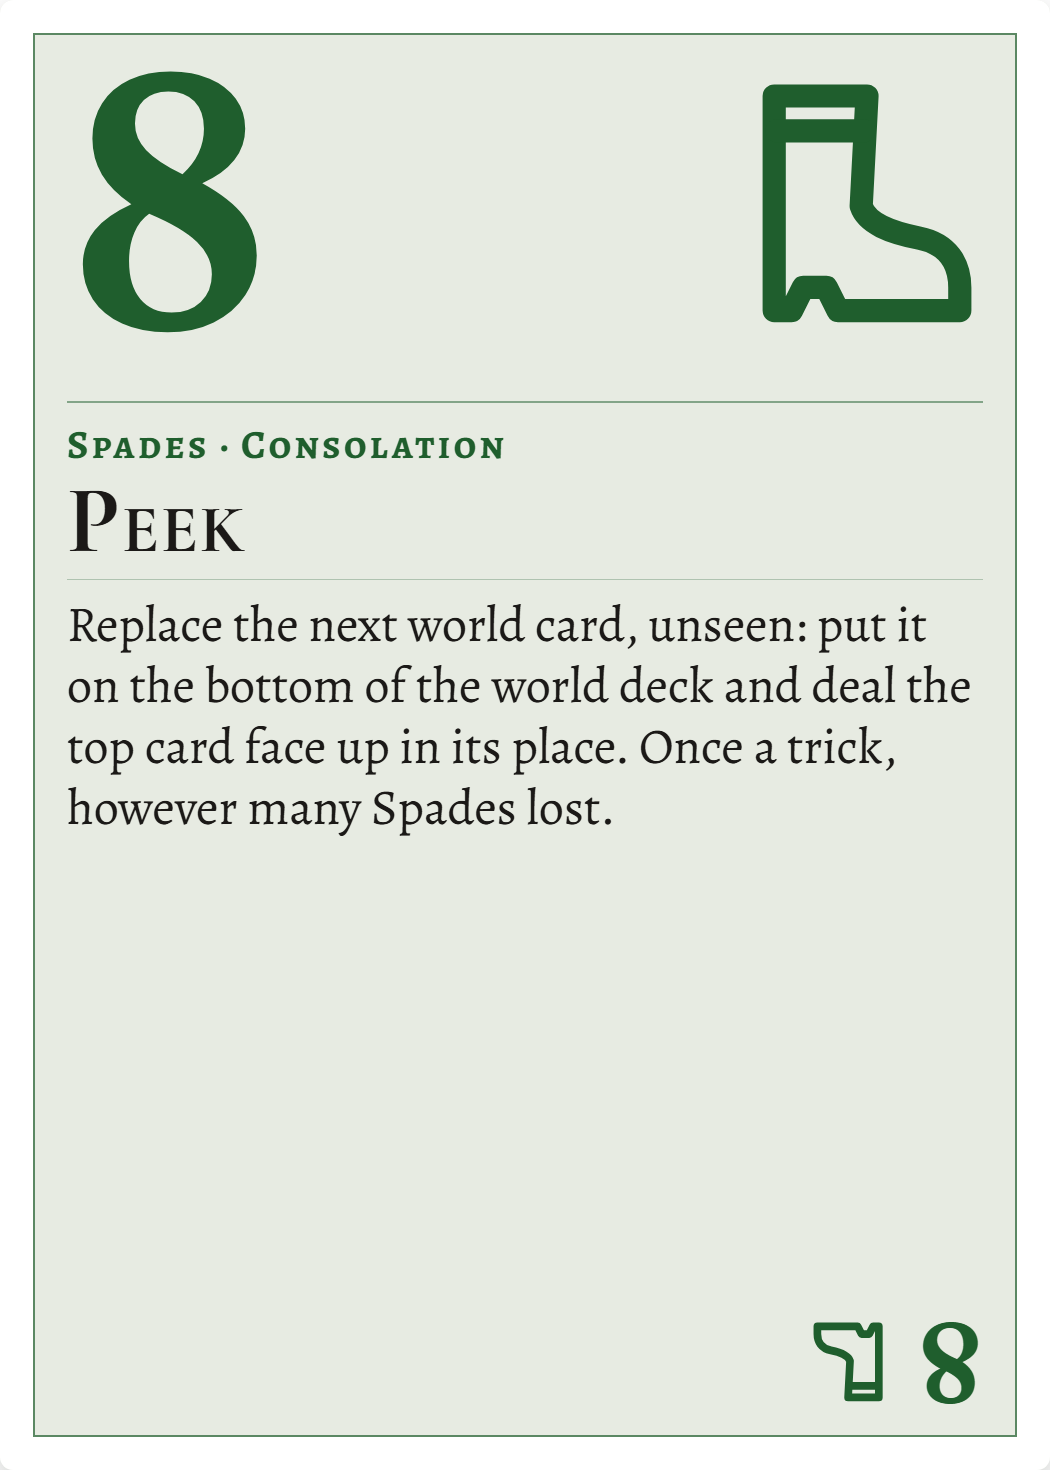 8
Spades · Consolation
Peek
Replace the next world card, unseen: put it
on the bottom of the world deck and deal the
top card face up in its place. Once a trick,
however many Spades lost.
8